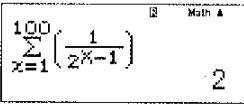 R Math ▲
100
∑ ( 1 / 2^x-1 )
x=1
2